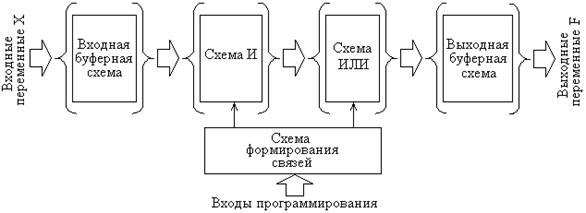 Входные
переменные X
Входная
буферная
схема
Схема И
Схема
ИЛИ
Выходная
буферная
схема
Выходные
переменные F
Схема
формирования
связей
Входы программирования